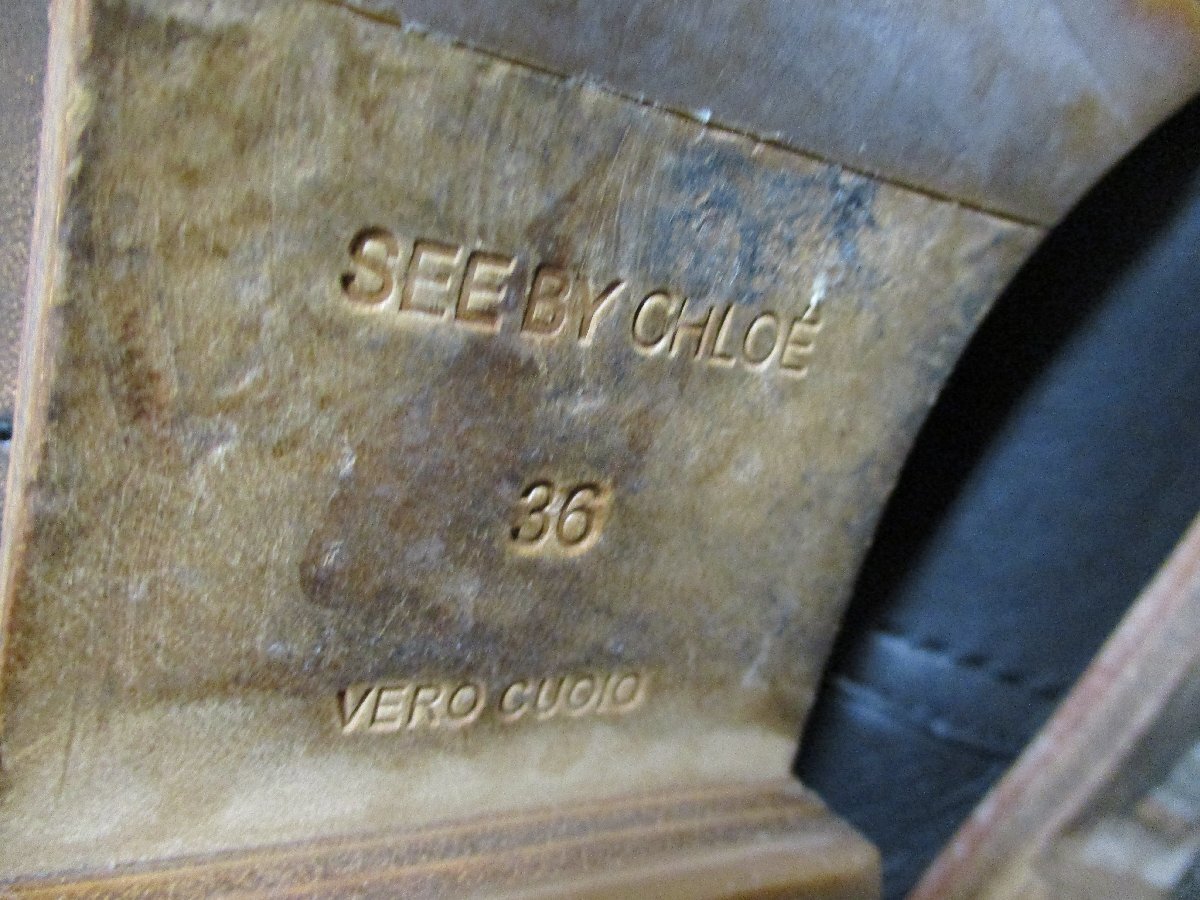 SEE BY CHLOÉ
36
VERO CUOIO